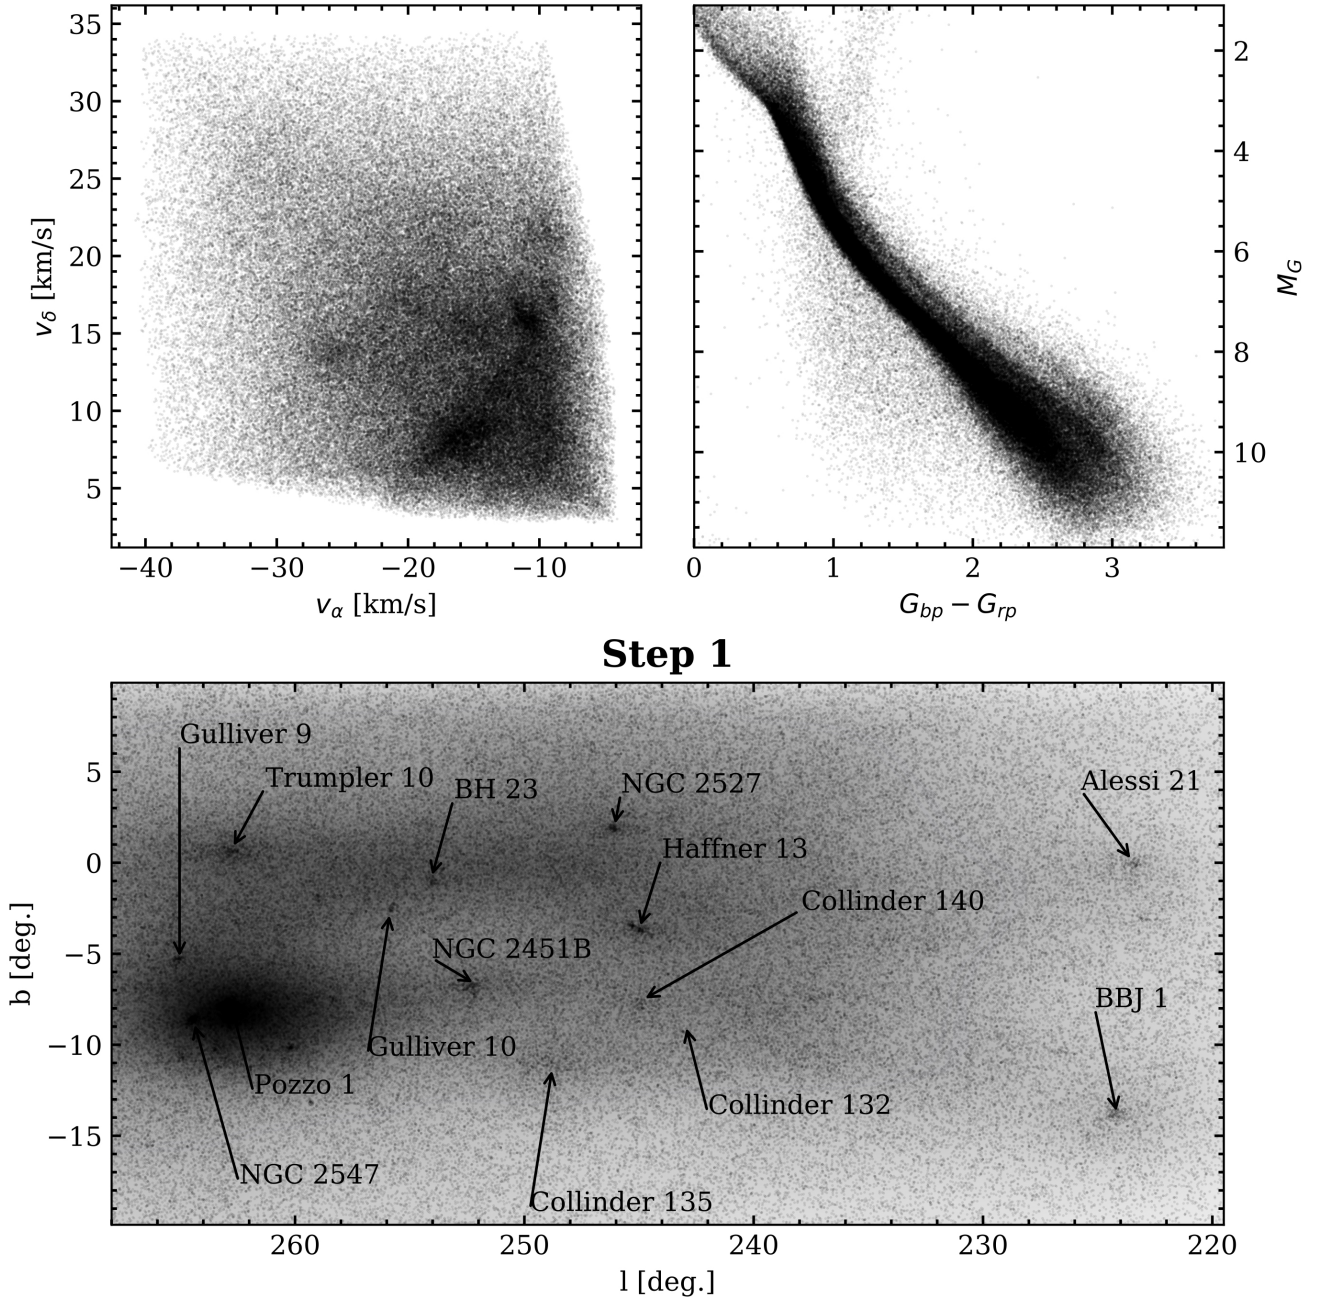 35
30
25
20
15
10
5
v_δ [km/s]
−40 −30 −20 −10
v_α [km/s]
2
4
6
8
10
M_G
0 1 2 3
G_bp − G_rp
Step 1
Gulliver 9
Trumpler 10
BH 23
NGC 2527
Alessi 21
Haffner 13
Collinder 140
NGC 2451B
BBJ 1
Gulliver 10
Pozzo 1
Collinder 132
NGC 2547
Collinder 135
5
0
−5
−10
−15
b [deg.]
260 250 240 230 220
l [deg.]